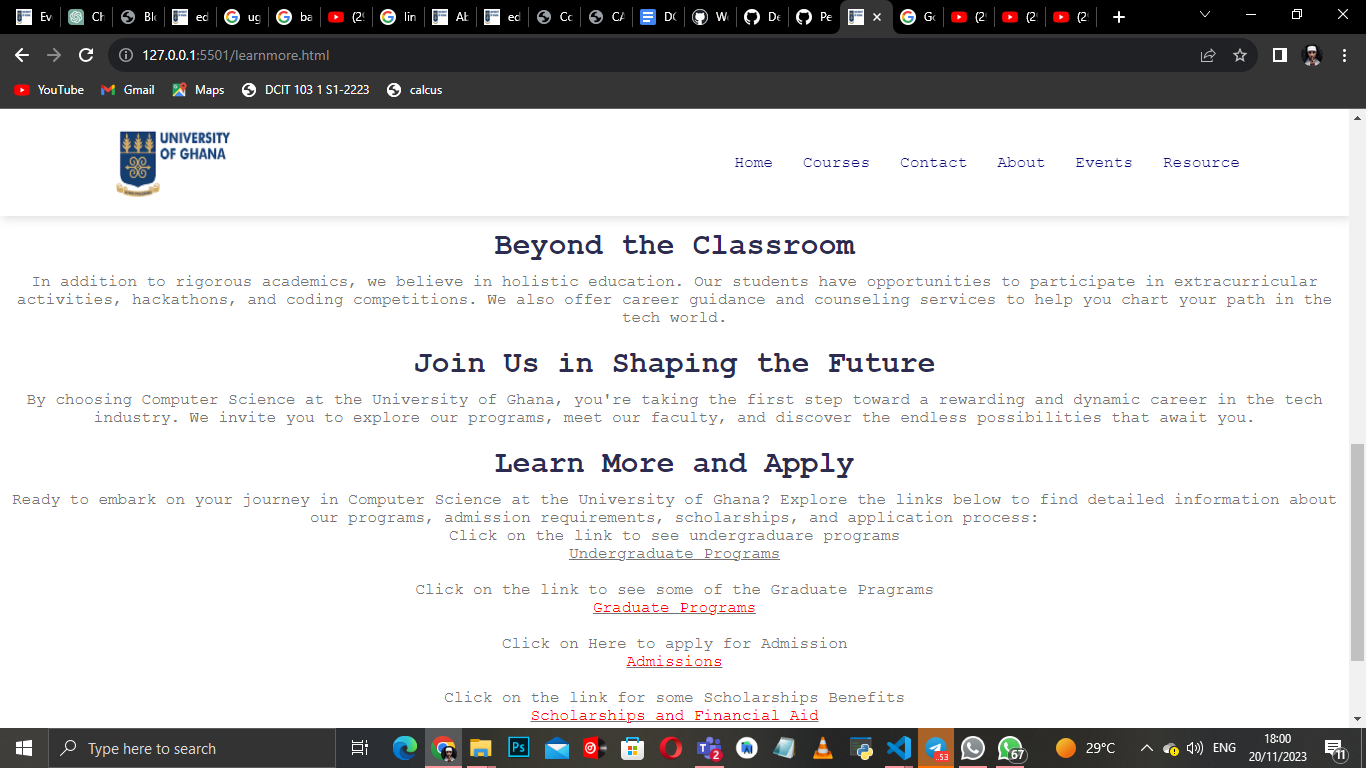 Ev
Ch
Blo
ed
ug
ba
(2
lin
Ab
ed
Co
CA
DC
Wo
De
Pe
Go
(2
(2
(2
127.0.0.1:5501/learnmore.html
YouTube Gmail Maps DCIT 103 1 S1-2223 calcus
UNIVERSITY
OF GHANA
Home Courses Contact About Events Resource
Beyond the Classroom
In addition to rigorous academics, we believe in holistic education. Our students have opportunities to participate in extracurricular
activities, hackathons, and coding competitions. We also offer career guidance and counseling services to help you chart your path in the
tech world.
Join Us in Shaping the Future
By choosing Computer Science at the University of Ghana, you're taking the first step toward a rewarding and dynamic career in the tech
industry. We invite you to explore our programs, meet our faculty, and discover the endless possibilities that await you.
Learn More and Apply
Ready to embark on your journey in Computer Science at the University of Ghana? Explore the links below to find detailed information about
our programs, admission requirements, scholarships, and application process:
Click on the link to see undergraduare programs
Undergraduate Programs
Click on the link to see some of the Graduate Pragrams
Graduate Programs
Click on Here to apply for Admission
Admissions
Click on the link for some Scholarships Benefits
Scholarships and Financial Aid
Type here to search
Ps
2
53
67
29°C
ENG
18:00
20/11/2023
11